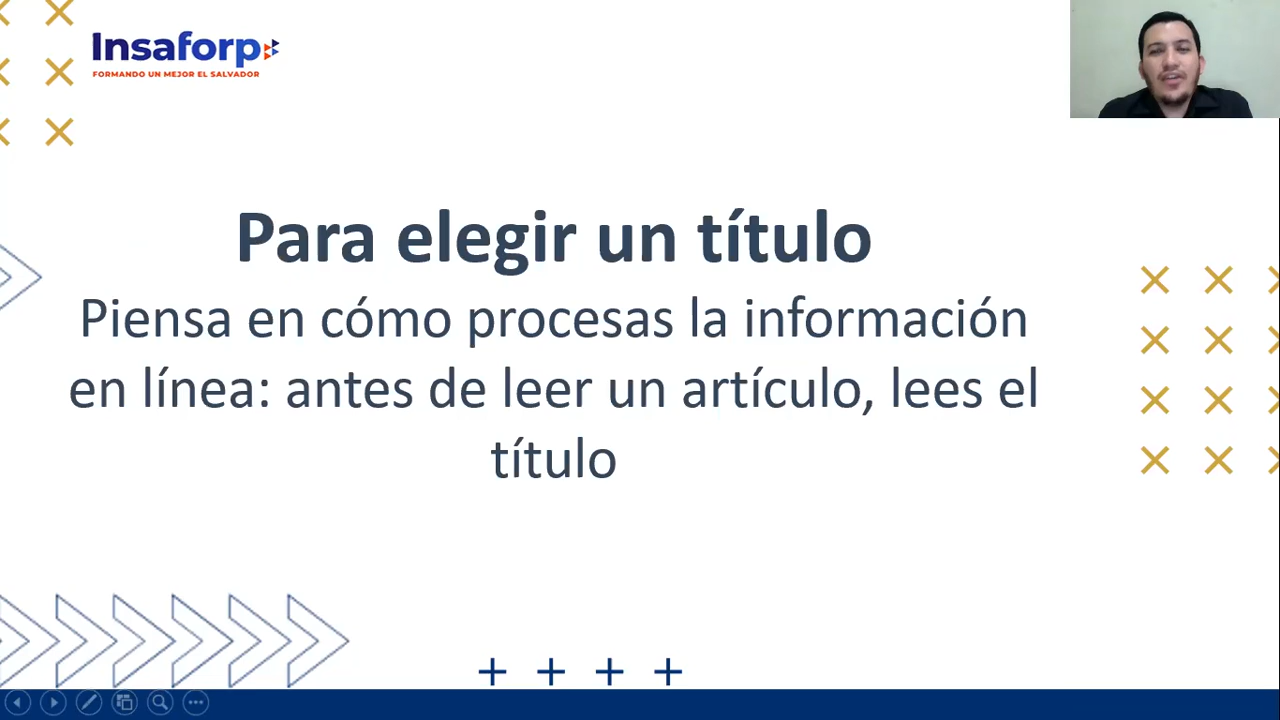 Insaforp
FORMANDO UN MEJOR EL SALVADOR
Para elegir un título
Piensa en cómo procesas la información
en línea: antes de leer un artículo, lees el
título